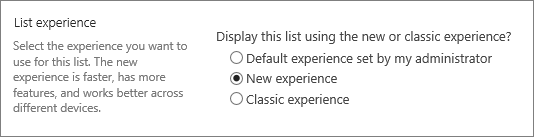 List experience
Select the experience you want to
use for this list. The new
experience is faster, has more
features, and works better across
different devices.
Display this list using the new or classic experience?
Default experience set by my administrator
New experience
Classic experience